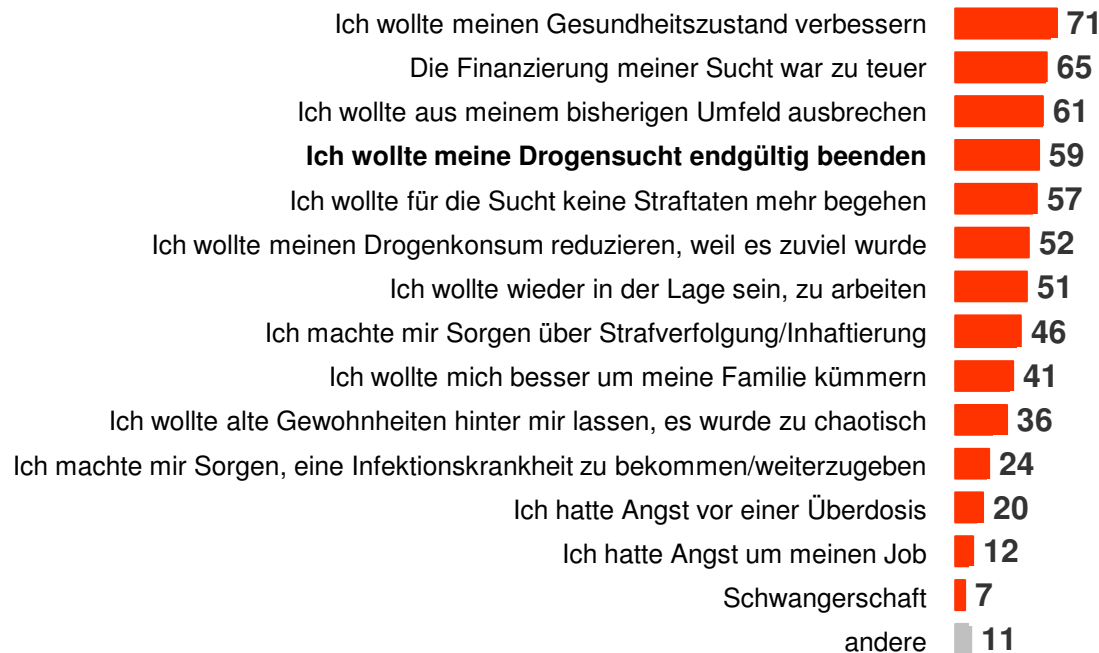 Ich wollte meinen Gesundheitszustand verbessern 71
Die Finanzierung meiner Sucht war zu teuer 65
Ich wollte aus meinem bisherigen Umfeld ausbrechen 61
Ich wollte meine Drogensucht endgültig beenden 59
Ich wollte für die Sucht keine Straftaten mehr begehen 57
Ich wollte meinen Drogenkonsum reduzieren, weil es zuviel wurde 52
Ich wollte wieder in der Lage sein, zu arbeiten 51
Ich machte mir Sorgen über Strafverfolgung/Inhaftierung 46
Ich wollte mich besser um meine Familie kümmern 41
Ich wollte alte Gewohnheiten hinter mir lassen, es wurde zu chaotisch 36
Ich machte mir Sorgen, eine Infektionskrankheit zu bekommen/weiterzugeben 24
Ich hatte Angst vor einer Überdosis 20
Ich hatte Angst um meinen Job 12
Schwangerschaft 7
andere 11